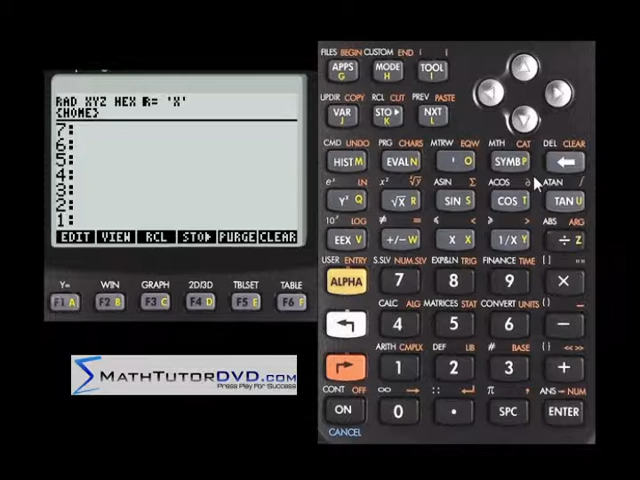 RAD XYZ HEX R= 'X'
{HOME}
7:
6:
5:
4:
3:
2:
1:
EDIT VIEW RCL STO▶ PURGE CLEAR
Y= WIN GRAPH 2D/3D TBLSET TABLE
F1 A F2 B F3 C F4 D F5 E F6 F
MATHTUTORDVD.COM
Press Play For Success
FILES BEGIN CUSTOM END
APPS G MODE H TOOL I
UPDIR COPY RCL CUT PREV PASTE
VAR J STO▶ K NXT L
CMD UNDO PRG CHARS MTRW EQW MTH CAT DEL CLEAR
HIST M EVAL N ' O SYMB P
eˣ LN x² ˣ√y ASIN Σ ACOS ∂ ATAN ∫
yˣ Q √X R SIN S COS T TAN U
10ˣ LOG ≠ = ≤ < ≥ > ABS ARG
EEX V +/− W X X 1/X Y ÷ Z
USER ENTRY S.SLV NUM.SLV EXP&LN TRIG FINANCE TIME [ ] " "
ALPHA 7 8 9 ×
CALC ALG MATRICES STAT CONVERT UNITS ( ) _
4 5 6 −
ARITH CMPLX DEF LIB # BASE { } « »
1 2 3 +
CONT OFF ∞ → : : ↵ π , ANS →NUM
ON 0 . SPC ENTER
CANCEL